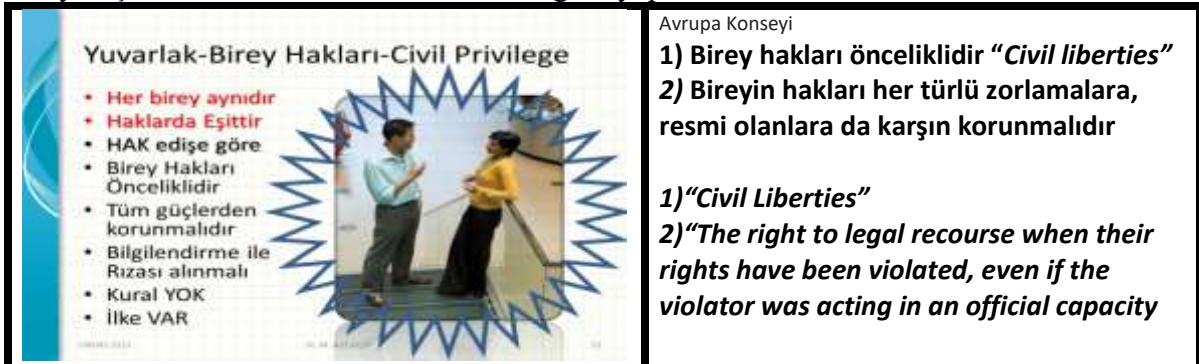 Yuvarlak-Birey Hakları-Civil Privilege
• Her birey aynıdır
• Haklarda Eşittir
• HAK edişe göre
• Birey Hakları
Önceliklidir
• Tüm güçlerden
korunmalıdır
• Bilgilendirme ile
Rızası alınmalı
• Kural YOK
• İlke VAR
Avrupa Konseyi
1) Birey hakları önceliklidir “Civil liberties”
2) Bireyin hakları her türlü zorlamalara,
resmi olanlara da karşın korunmalıdır
1)“Civil Liberties”
2)“The right to legal recourse when their
rights have been violated, even if the
violator was acting in an official capacity